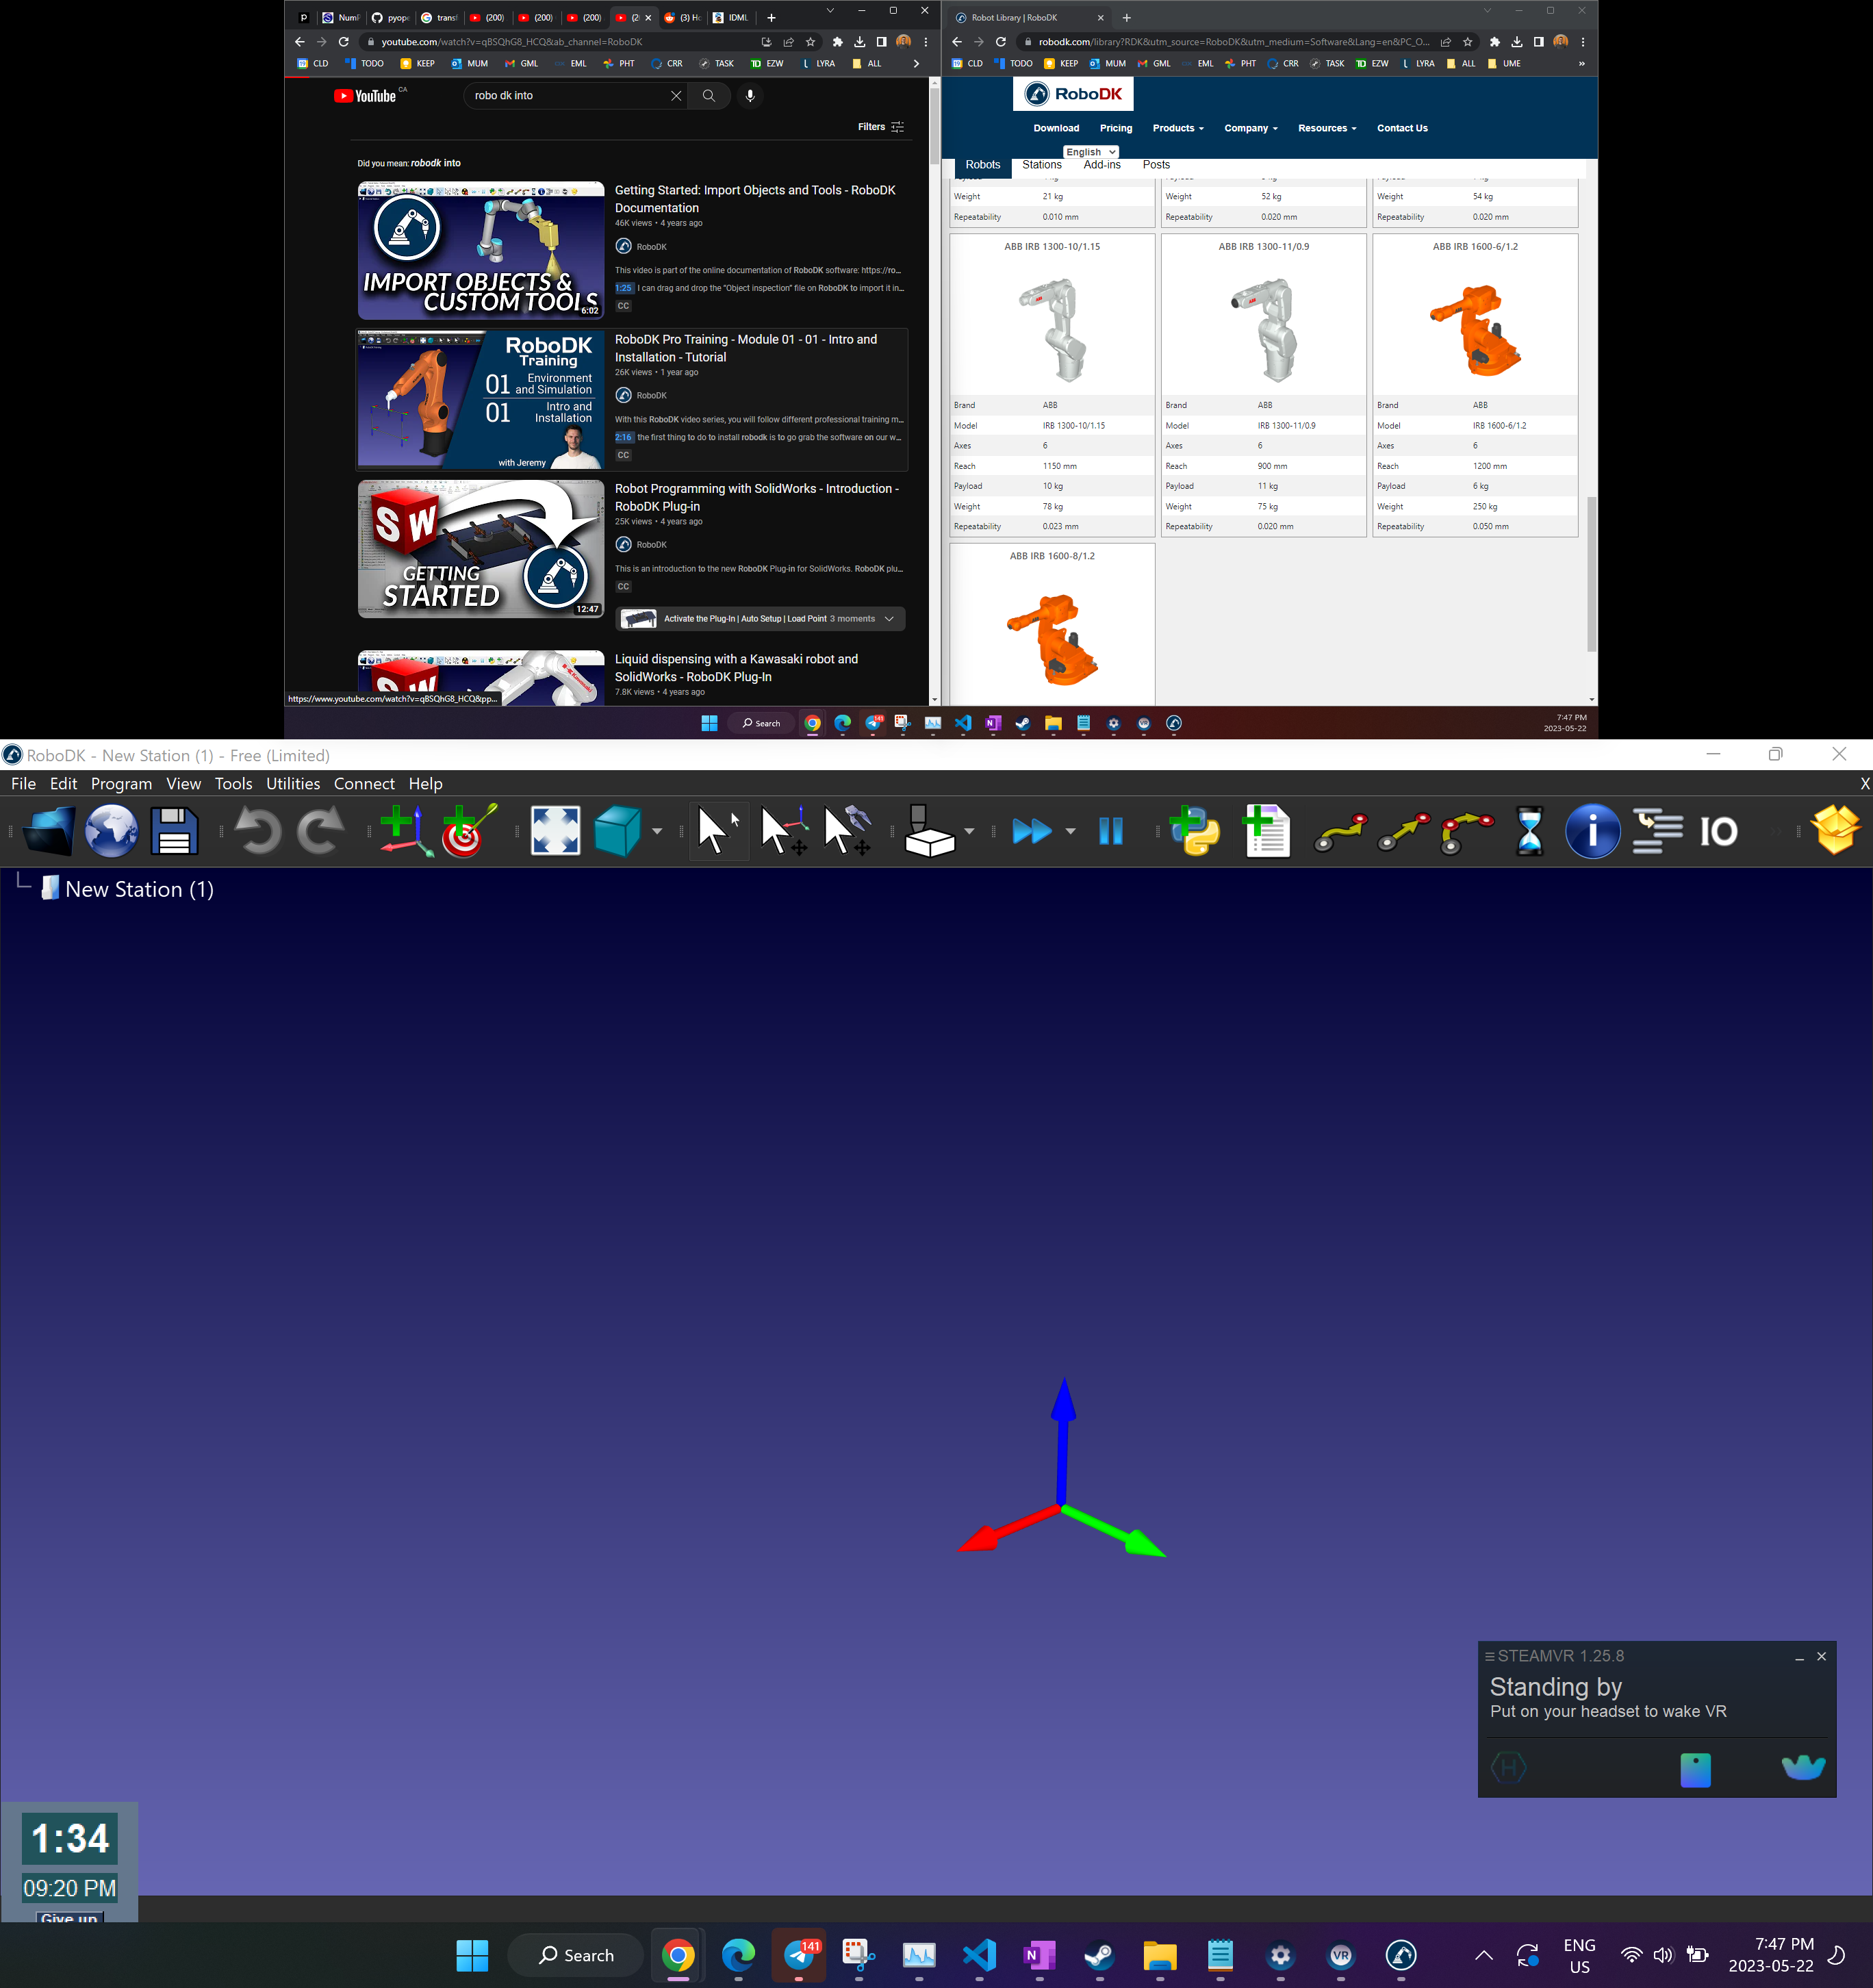 NumF
pyope
transl
(200)
(200)
(200)
(2
(3) Ho
IDML
youtube.com/watch?v=qBSQhG8_HCQ&ab_channel=RoboDK
CLD TODO KEEP MUM GML EML PHT CRR TASK EZW LYRA ALL
YouTube CA
robo dk into
Filters
Did you mean: robodk into
IMPORT OBJECTS &
CUSTOM TOOLS
6:02
Getting Started: Import Objects and Tools - RoboDK
Documentation
46K views • 4 years ago
RoboDK
This video is part of the online documentation of RoboDK software: https://ro...
1:25 I can drag and drop the "Object inspection" file on RoboDK to import it in...
CC
RoboDK
Training
01 Environment
and Simulation
01 Intro and
Installation
with Jeremy
RoboDK Pro Training - Module 01 - 01 - Intro and
Installation - Tutorial
26K views • 1 year ago
RoboDK
With this RoboDK video series, you will follow different professional training m...
2:16 the first thing to do to install robodk is to go grab the software on our w...
CC
SW
GETTING
STARTED
12:47
Robot Programming with SolidWorks - Introduction -
RoboDK Plug-in
25K views • 4 years ago
RoboDK
This is an introduction to the new RoboDK Plug-in for SolidWorks. RoboDK plu...
CC
Activate the Plug-In | Auto Setup | Load Point 3 moments
SW
Kawasaki
Liquid dispensing with a Kawasaki robot and
SolidWorks - RoboDK Plug-In
7.8K views • 4 years ago
https://www.youtube.com/watch?v=qBSQhG8_HCQ&pp...
Robot Library | RoboDK
robodk.com/library?RDK&utm_source=RoboDK&utm_medium=Software&Lang=en&PC_O...
CLD TODO KEEP MUM GML EML PHT CRR TASK EZW LYRA ALL UME
RoboDK
Download Pricing Products Company Resources Contact Us
English
Robots Stations Add-ins Posts
Weight 21 kg
Repeatability 0.010 mm
Weight 52 kg
Repeatability 0.020 mm
Weight 54 kg
Repeatability 0.020 mm
ABB IRB 1300-10/1.15
Brand ABB
Model IRB 1300-10/1.15
Axes 6
Reach 1150 mm
Payload 10 kg
Weight 78 kg
Repeatability 0.023 mm
ABB IRB 1300-11/0.9
Brand ABB
Model IRB 1300-11/0.9
Axes 6
Reach 900 mm
Payload 11 kg
Weight 75 kg
Repeatability 0.020 mm
ABB IRB 1600-6/1.2
Brand ABB
Model IRB 1600-6/1.2
Axes 6
Reach 1200 mm
Payload 6 kg
Weight 250 kg
Repeatability 0.050 mm
ABB IRB 1600-8/1.2
Search
141
7:47 PM
2023-05-22
RoboDK - New Station (1) - Free (Limited)
File Edit Program View Tools Utilities Connect Help
X
IO
New Station (1)
STEAMVR 1.25.8
Standing by
Put on your headset to wake VR
1:34
09:20 PM
Give up
Search
141
VR
ENG
US
7:47 PM
2023-05-22